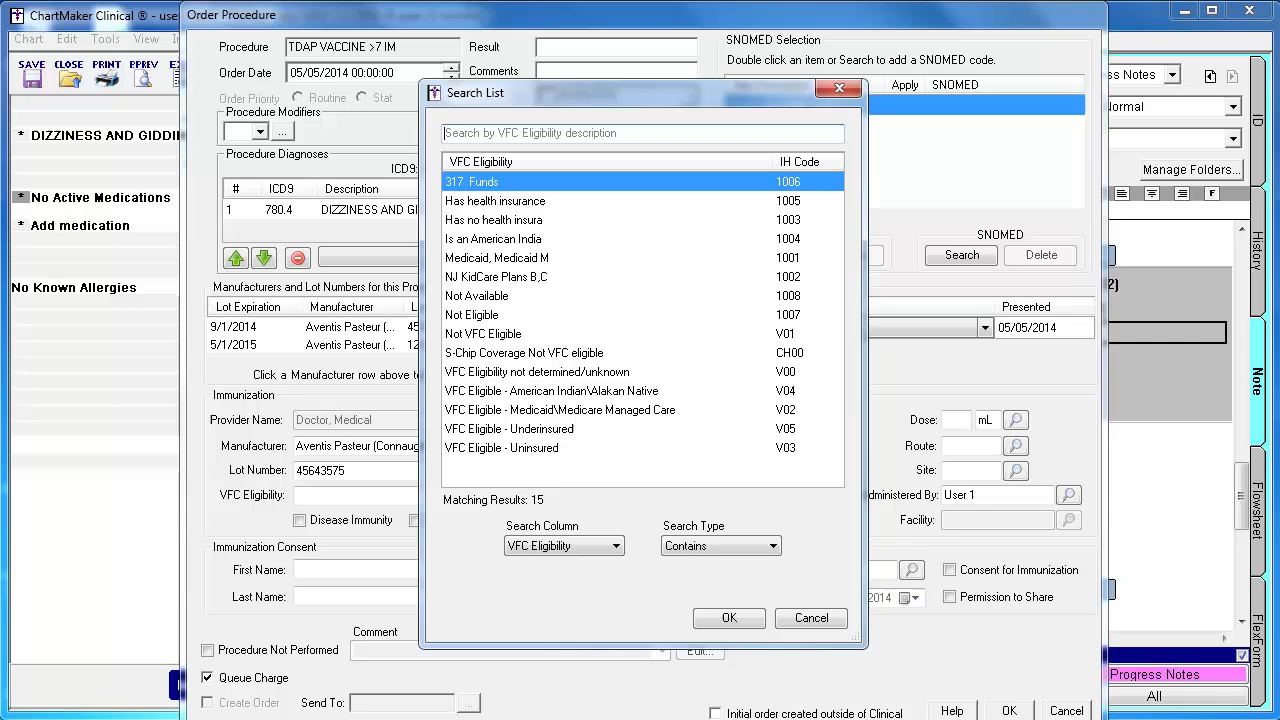 ChartMaker Clinical ® - use
Chart Edit Tools View In
SAVE CLOSE PRINT PPREV
* DIZZINESS AND GIDDI
* No Active Medications
* Add medication
No Known Allergies
Order Procedure
Procedure TDAP VACCINE >7 IM Result
Order Date 05/05/2014 00:00:00 Comments
Order Priority Routine Stat
Procedure Modifiers
...
Procedure Diagnoses
ICD9:
# ICD9 Description
1 780.4 DIZZINESS AND GI
SNOMED Selection
Double click an item or Search to add a SNOMED code.
Apply SNOMED
SNOMED
Search Delete
Manufacturers and Lot Numbers for this Pro
Lot Expiration Manufacturer L
9/1/2014 Aventis Pasteur (... 45
5/1/2015 Aventis Pasteur (... 12
Click a Manufacturer row above to
Presented
05/05/2014
Immunization
Provider Name: Doctor, Medical
Manufacturer: Aventis Pasteur (Connaug
Lot Number: 45643575
VFC Eligibility:
Disease Immunity
Dose: mL
Route:
Site:
dministered By: User 1
Facility:
Immunization Consent
First Name:
Last Name:
2014
Consent for Immunization
Permission to Share
Comment
Procedure Not Performed
Edit...
Queue Charge
Create Order Send To: ...
Initial order created outside of Clinical
Help OK Cancel
Search List
Search by VFC Eligibility description
VFC Eligibility IH Code
317 Funds 1006
Has health insurance 1005
Has no health insura 1003
Is an American India 1004
Medicaid, Medicaid M 1001
NJ KidCare Plans B,C 1002
Not Available 1008
Not Eligible 1007
Not VFC Eligible V01
S-Chip Coverage Not VFC eligible CH00
VFC Eligibility not determined/unknown V00
VFC Eligible - American Indian\Alakan Native V04
VFC Eligible - Medicaid\Medicare Managed Care V02
VFC Eligible - Underinsured V05
VFC Eligible - Uninsured V03
Matching Results: 15
Search Column Search Type
VFC Eligibility Contains
OK Cancel
ss Notes
ormal
Manage Folders...
F
2]
ID
History
Note
Flowsheet
FlexForm
Progress Notes
All